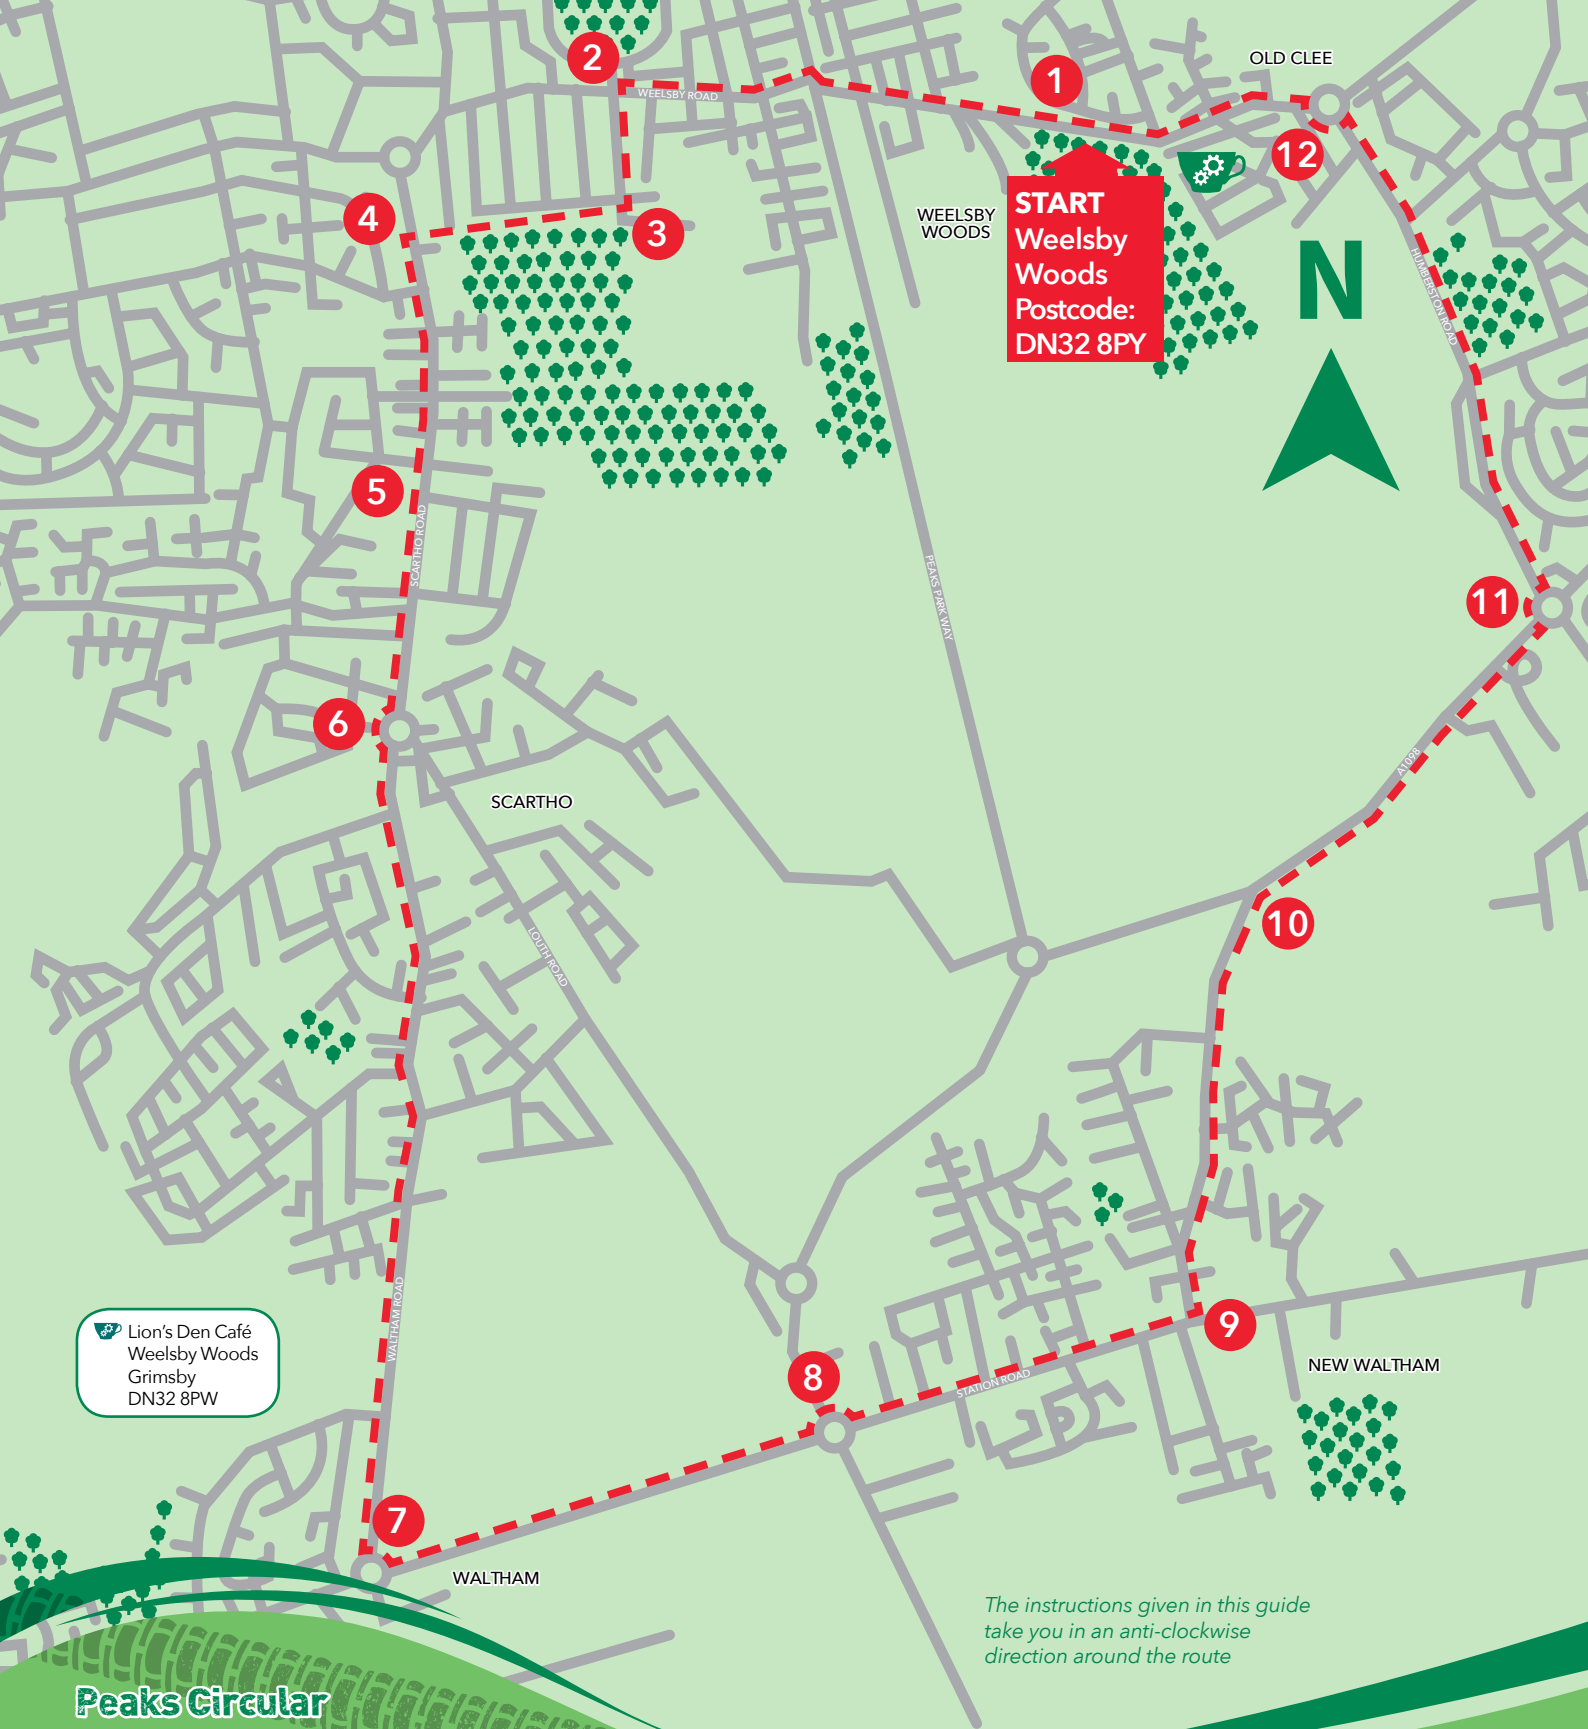 OLD CLEE
2
1
WEELSBY ROAD
12
4
3
WEELSBY
WOODS
START
Weelsby
Woods
Postcode:
DN32 8PY
N
HUMBERSTON ROAD
5
SCARTHO ROAD
PEAKS PARK WAY
11
6
A1098
SCARTHO
10
LOUTH ROAD
WALTHAM ROAD
9
Lion's Den Café
Weelsby Woods
Grimsby
DN32 8PW
8
STATION ROAD
NEW WALTHAM
7
WALTHAM
The instructions given in this guide
take you in an anti-clockwise
direction around the route
Peaks Circular